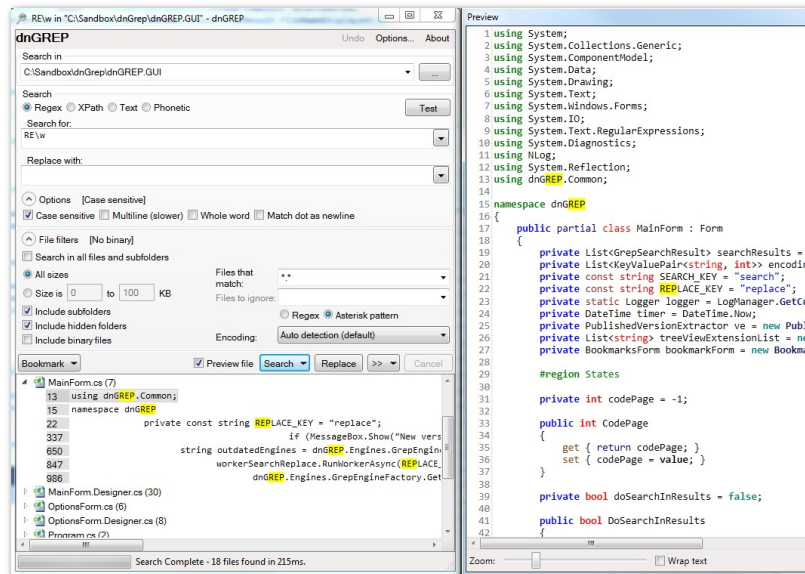 RE\w in "C:\Sandbox\dnGrep\dnGREP.GUI" - dnGREP
dnGREP Undo Options... About
Search in
C:\Sandbox\dnGrep\dnGREP.GUI ...
Search
Regex XPath Text Phonetic Test
Search for:
RE\w
Replace with:
Options [Case sensitive]
Case sensitive Multiline (slower) Whole word Match dot as newline
File filters [No binary]
Search in all files and subfolders
All sizes
Files that match: *.*
Size is 0 to 100 KB
Files to ignore:
Include subfolders
Regex Asterisk pattern
Include hidden folders
Include binary files
Encoding: Auto detection (default)
Bookmark Preview file Search Replace >> Cancel
MainForm.cs (7)
13 using dnGREP.Common;
15 namespace dnGREP
22 private const string REPLACE_KEY = "replace";
337 if (MessageBox.Show("New vers
650 string outdatedEngines = dnGREP.Engines.GrepEngin
847 workerSearchReplace.RunWorkerAsync(REPLACE_
986 dnGREP.Engines.GrepEngineFactory.Get
MainForm.Designer.cs (30)
OptionsForm.cs (6)
OptionsForm.Designer.cs (8)
Program.cs (2)
Search Complete - 18 files found in 215ms.
Preview
1 using System;
2 using System.Collections.Generic;
3 using System.ComponentModel;
4 using System.Data;
5 using System.Drawing;
6 using System.Text;
7 using System.Windows.Forms;
8 using System.IO;
9 using System.Text.RegularExpressions;
10 using System.Diagnostics;
11 using NLog;
12 using System.Reflection;
13 using dnGREP.Common;
14
15 namespace dnGREP
16 {
17 public partial class MainForm : Form
18 {
19 private List<GrepSearchResult> searchResults =
20 private List<KeyValuePair<string, int>> encodin
21 private const string SEARCH_KEY = "search";
22 private const string REPLACE_KEY = "replace";
23 private static Logger logger = LogManager.GetCu
24 private DateTime timer = DateTime.Now;
25 private PublishedVersionExtractor ve = new Publ
26 private List<string> treeViewExtensionList = ne
27 private BookmarksForm bookmarkForm = new Bookma
28
29 #region States
30
31 private int codePage = -1;
32
33 public int CodePage
34 {
35 get { return codePage; }
36 set { codePage = value; }
37 }
38
39 private bool doSearchInResults = false;
40
41 public bool DoSearchInResults
42 {
Zoom: Wrap text